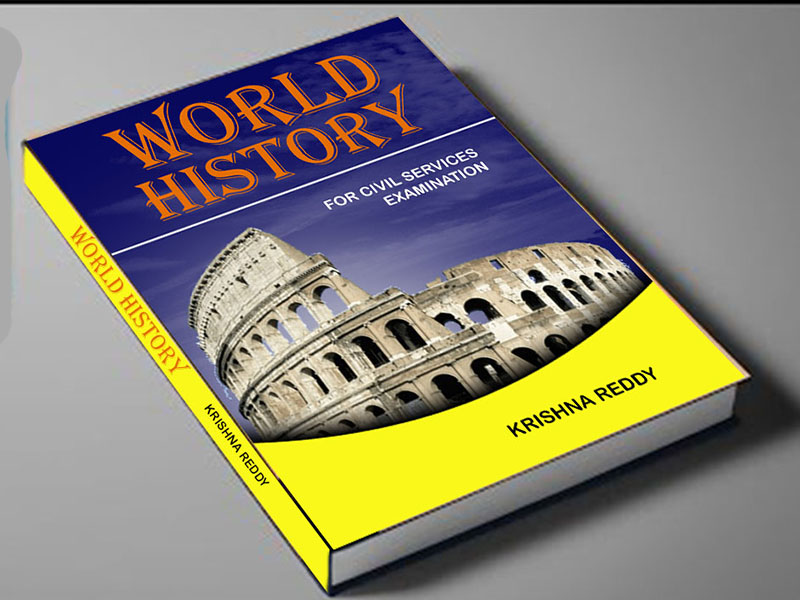 WORLD
HISTORY
FOR CIVIL SERVICES
EXAMINATION
KRISHNA REDDY
WORLD HISTORY
KRISHNA REDDY